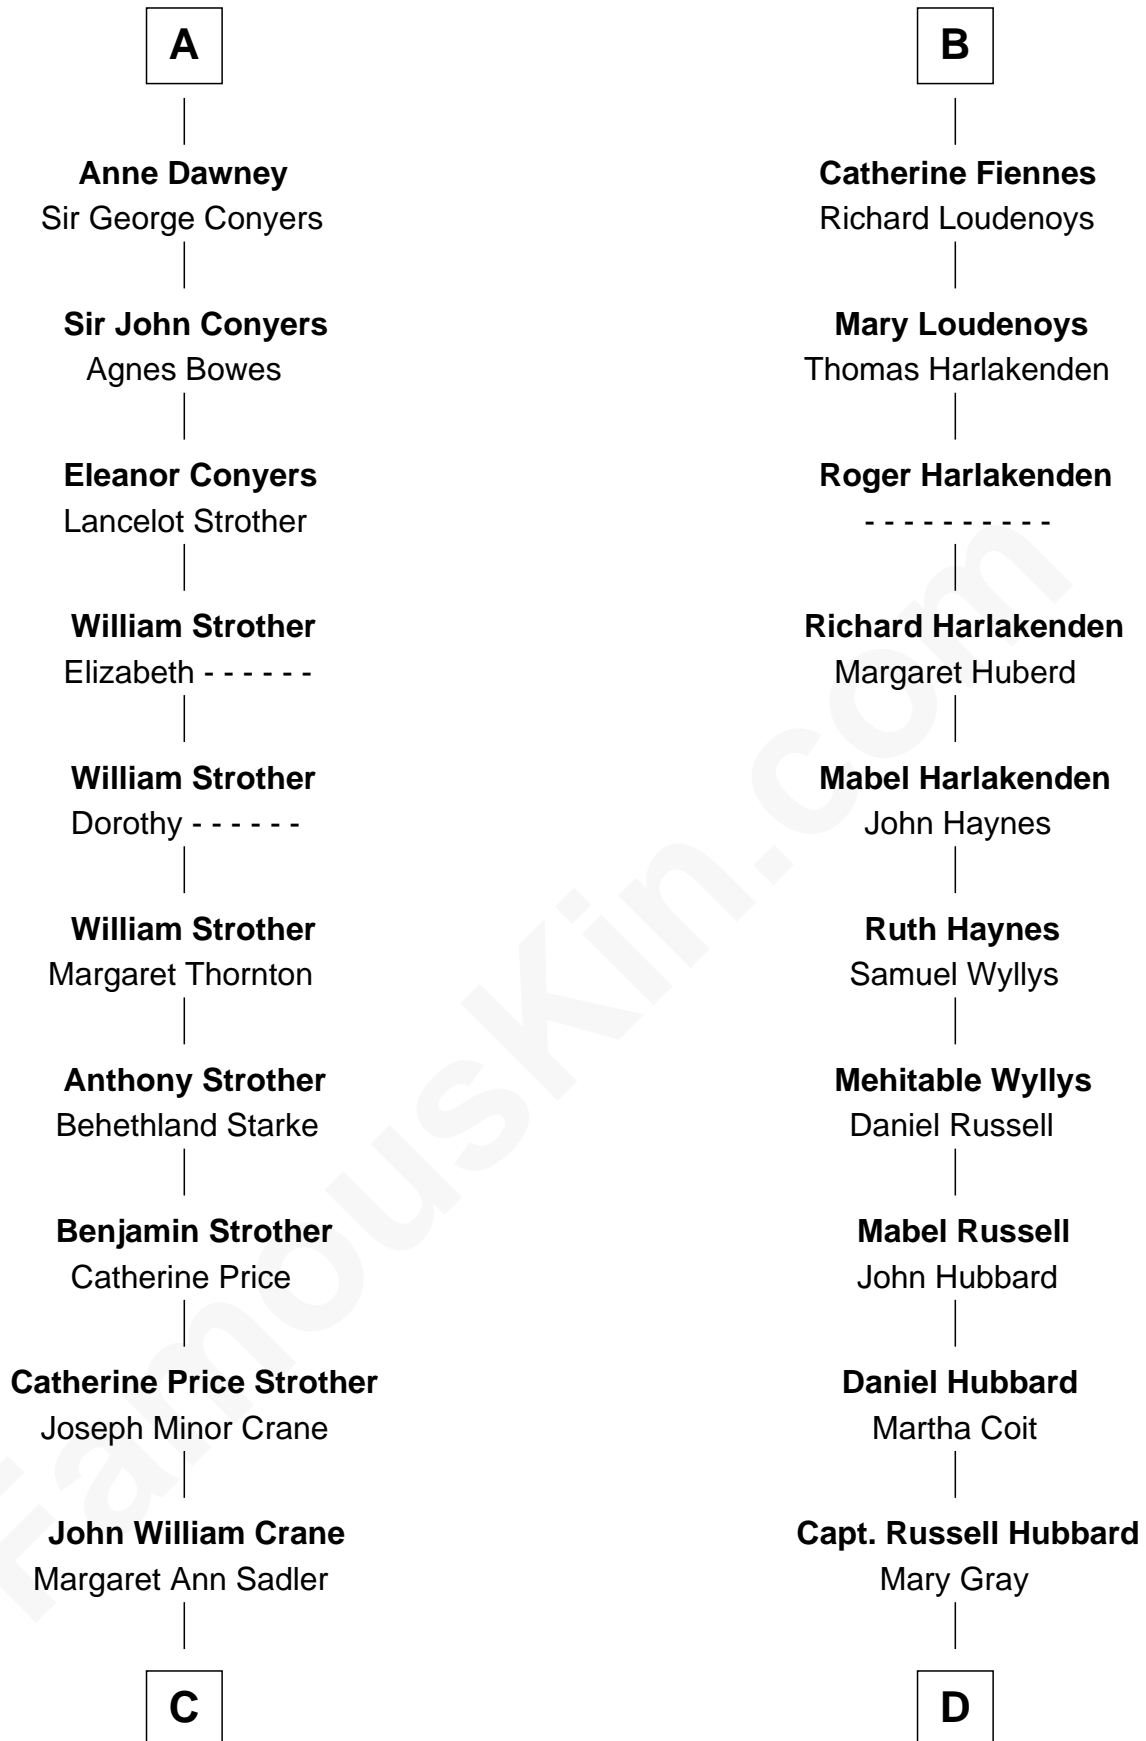 A
Anne Dawney
Sir George Conyers
Sir John Conyers
Agnes Bowes
Eleanor Conyers
Lancelot Strother
William Strother
Elizabeth - - - - - -
William Strother
Dorothy - - - - - -
William Strother
Margaret Thornton
Anthony Strother
Behethland Starke
Benjamin Strother
Catherine Price
Catherine Price Strother
Joseph Minor Crane
John William Crane
Margaret Ann Sadler
C
B
Catherine Fiennes
Richard Loudenoys
Mary Loudenoys
Thomas Harlakenden
Roger Harlakenden
- - - - - - - - - -
Richard Harlakenden
Margaret Huberd
Mabel Harlakenden
John Haynes
Ruth Haynes
Samuel Wyllys
Mehitable Wyllys
Daniel Russell
Mabel Russell
John Hubbard
Daniel Hubbard
Martha Coit
Capt. Russell Hubbard
Mary Gray
D
FamousKin.com